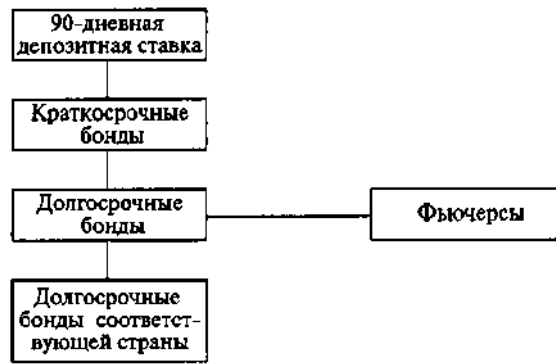 90-дневная
депозитная ставка
Краткосрочные
бонды
Долгосрочные
бонды
Фьючерсы
Долгосрочные
бонды соответст-
вующей страны